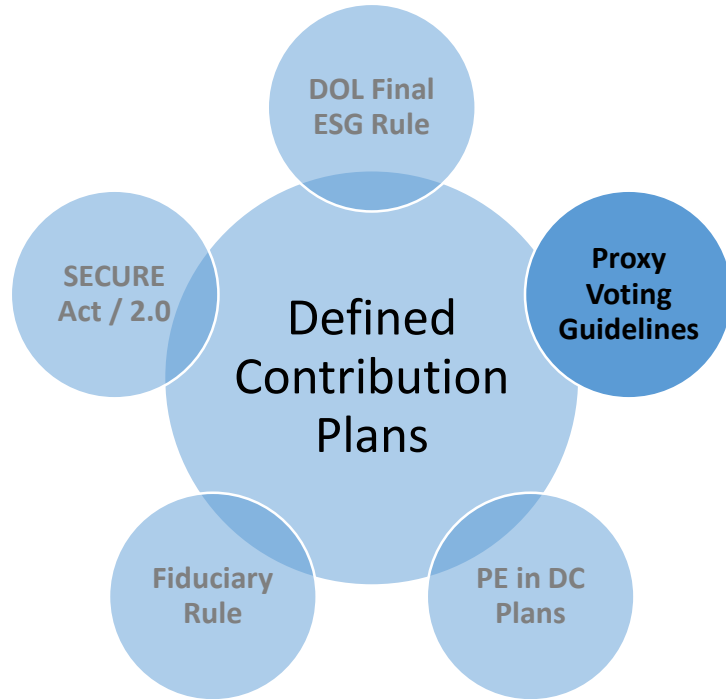 DOL Final
ESG Rule
SECURE
Act / 2.0
Proxy
Voting
Guidelines
Defined
Contribution
Plans
Fiduciary
Rule
PE in DC
Plans